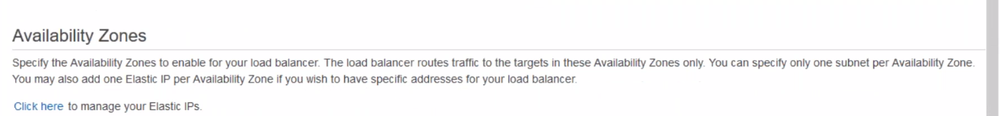 Availability Zones
Specify the Availability Zones to enable for your load balancer. The load balancer routes traffic to the targets in these Availability Zones only. You can specify only one subnet per Availability Zone.
You may also add one Elastic IP per Availability Zone if you wish to have specific addresses for your load balancer.
Click here to manage your Elastic IPs.